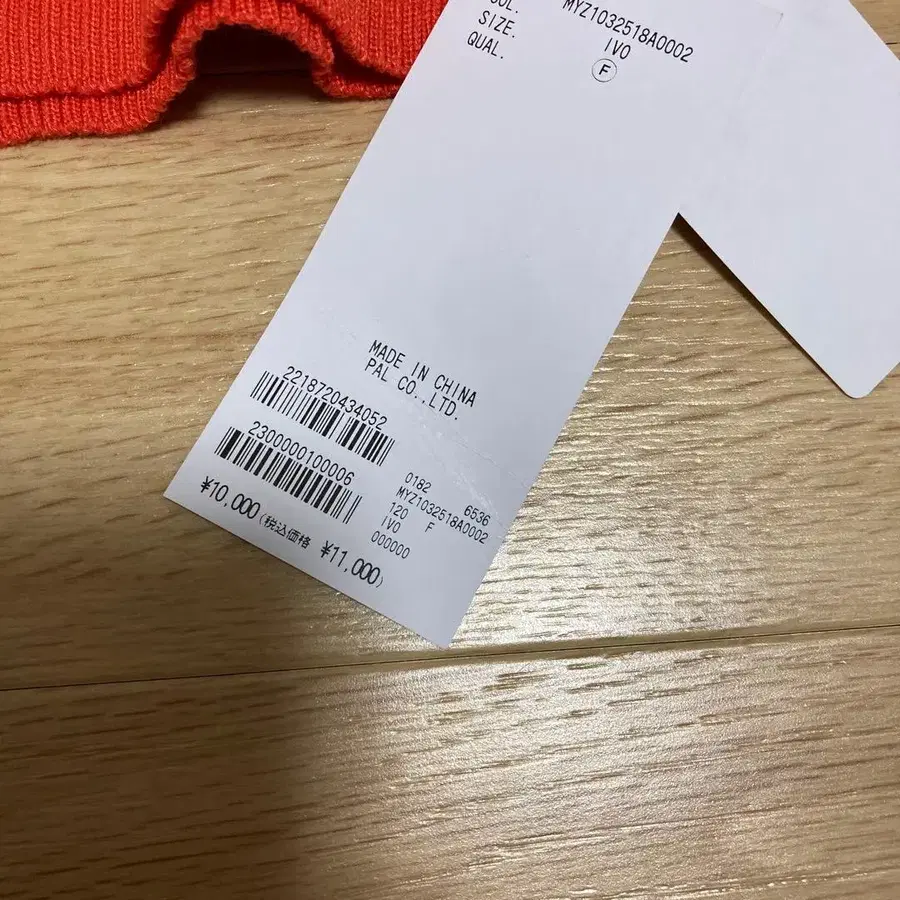 MYZ1032518A0002
COL. IVO
SIZE. Ⓕ
QUAL.
MADE IN CHINA
PAL CO.,LTD.
2218720434052
2300000100006
0182 6536
MYZ1032518A0002
120 F
IVO
000000
¥10,000(税込価格 ¥11,000)